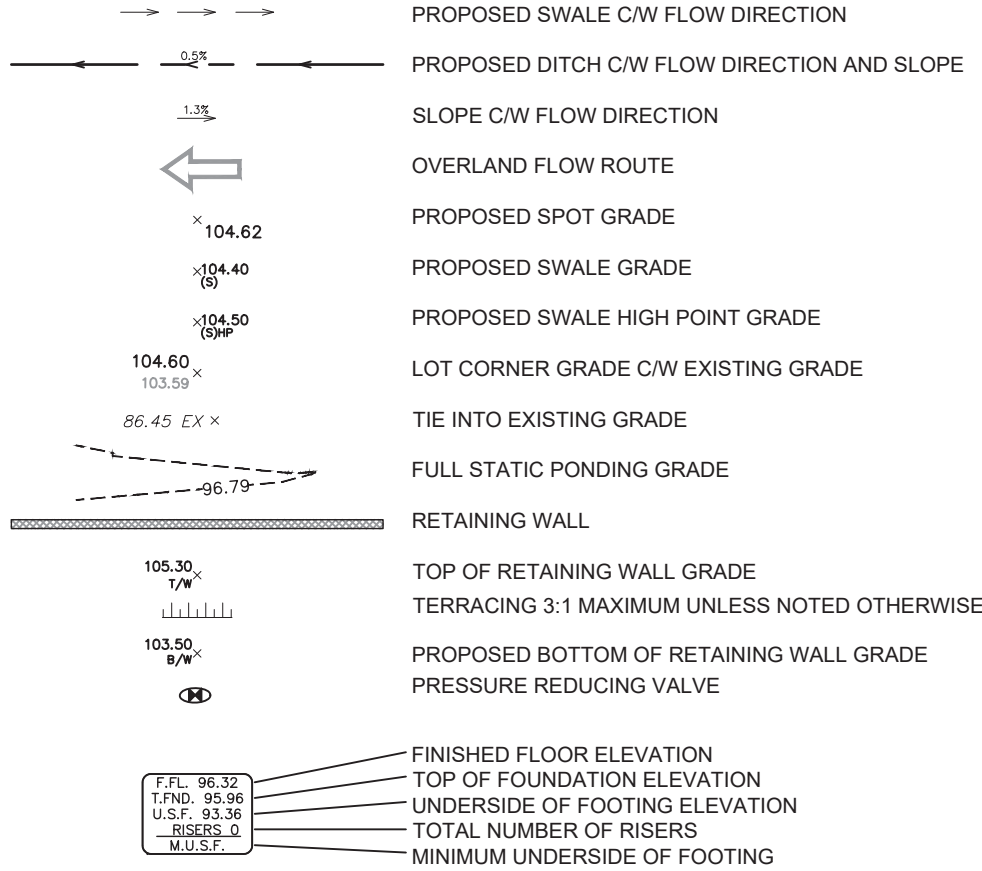 PROPOSED SWALE C/W FLOW DIRECTION
0.5%
PROPOSED DITCH C/W FLOW DIRECTION AND SLOPE
1.3%
SLOPE C/W FLOW DIRECTION
OVERLAND FLOW ROUTE
104.62
PROPOSED SPOT GRADE
104.40
(S)
PROPOSED SWALE GRADE
104.50
(S)HP
PROPOSED SWALE HIGH POINT GRADE
104.60
103.59
LOT CORNER GRADE C/W EXISTING GRADE
86.45 EX
TIE INTO EXISTING GRADE
96.79
FULL STATIC PONDING GRADE
RETAINING WALL
105.30
T/W
TOP OF RETAINING WALL GRADE
TERRACING 3:1 MAXIMUM UNLESS NOTED OTHERWISE
103.50
B/W
PROPOSED BOTTOM OF RETAINING WALL GRADE
PRESSURE REDUCING VALVE
F.FL. 96.32
FINISHED FLOOR ELEVATION
T.FND. 95.96
TOP OF FOUNDATION ELEVATION
U.S.F. 93.36
UNDERSIDE OF FOOTING ELEVATION
RISERS 0
TOTAL NUMBER OF RISERS
M.U.S.F.
MINIMUM UNDERSIDE OF FOOTING